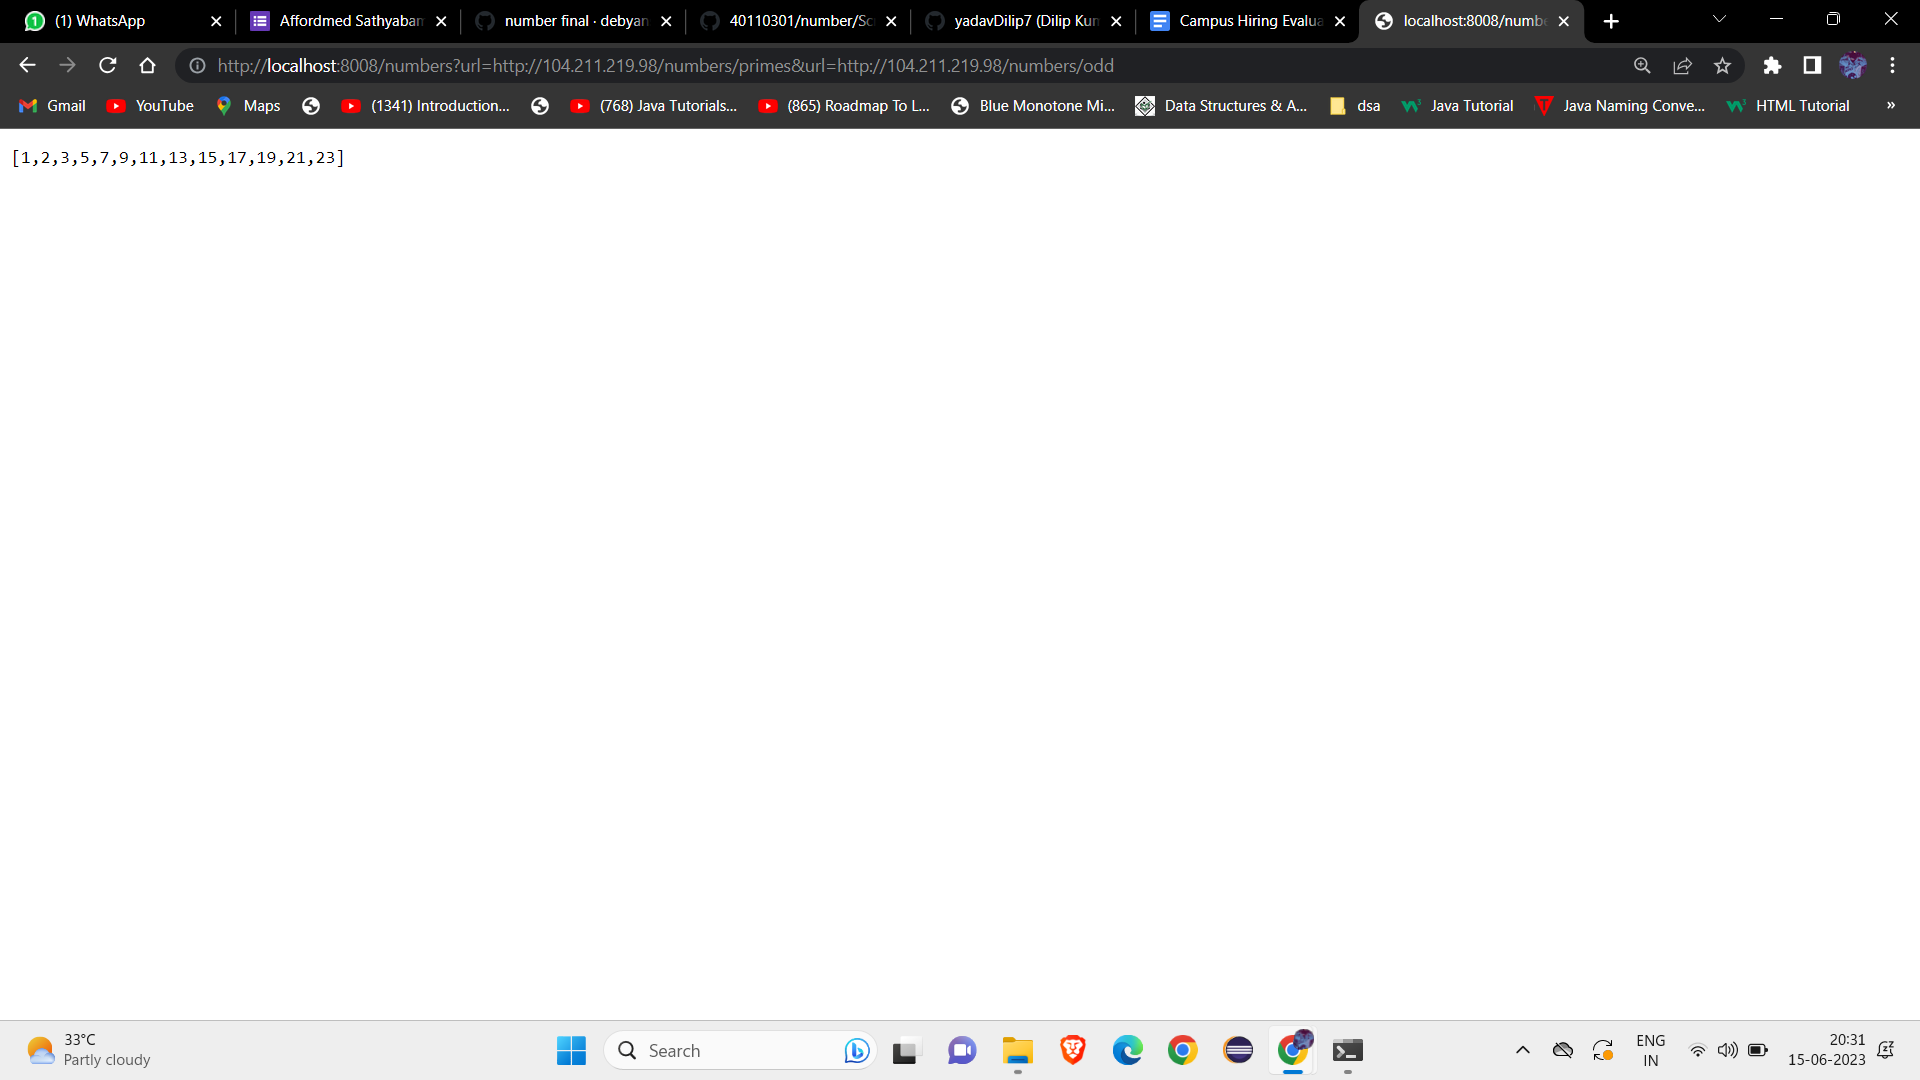 (1) WhatsApp
Affordmed Sathyabam
number final · debyan
40110301/number/Sc
yadavDilip7 (Dilip Kum
Campus Hiring Evalua
localhost:8008/numbe
http://localhost:8008/numbers?url=http://104.211.219.98/numbers/primes&url=http://104.211.219.98/numbers/odd
Gmail
YouTube
Maps
(1341) Introduction...
(768) Java Tutorials...
(865) Roadmap To L...
Blue Monotone Mi...
Data Structures & A...
dsa
Java Tutorial
Java Naming Conve...
HTML Tutorial
»
[1,2,3,5,7,9,11,13,15,17,19,21,23]
33°C
Partly cloudy
Search
ENG
IN
20:31
15-06-2023